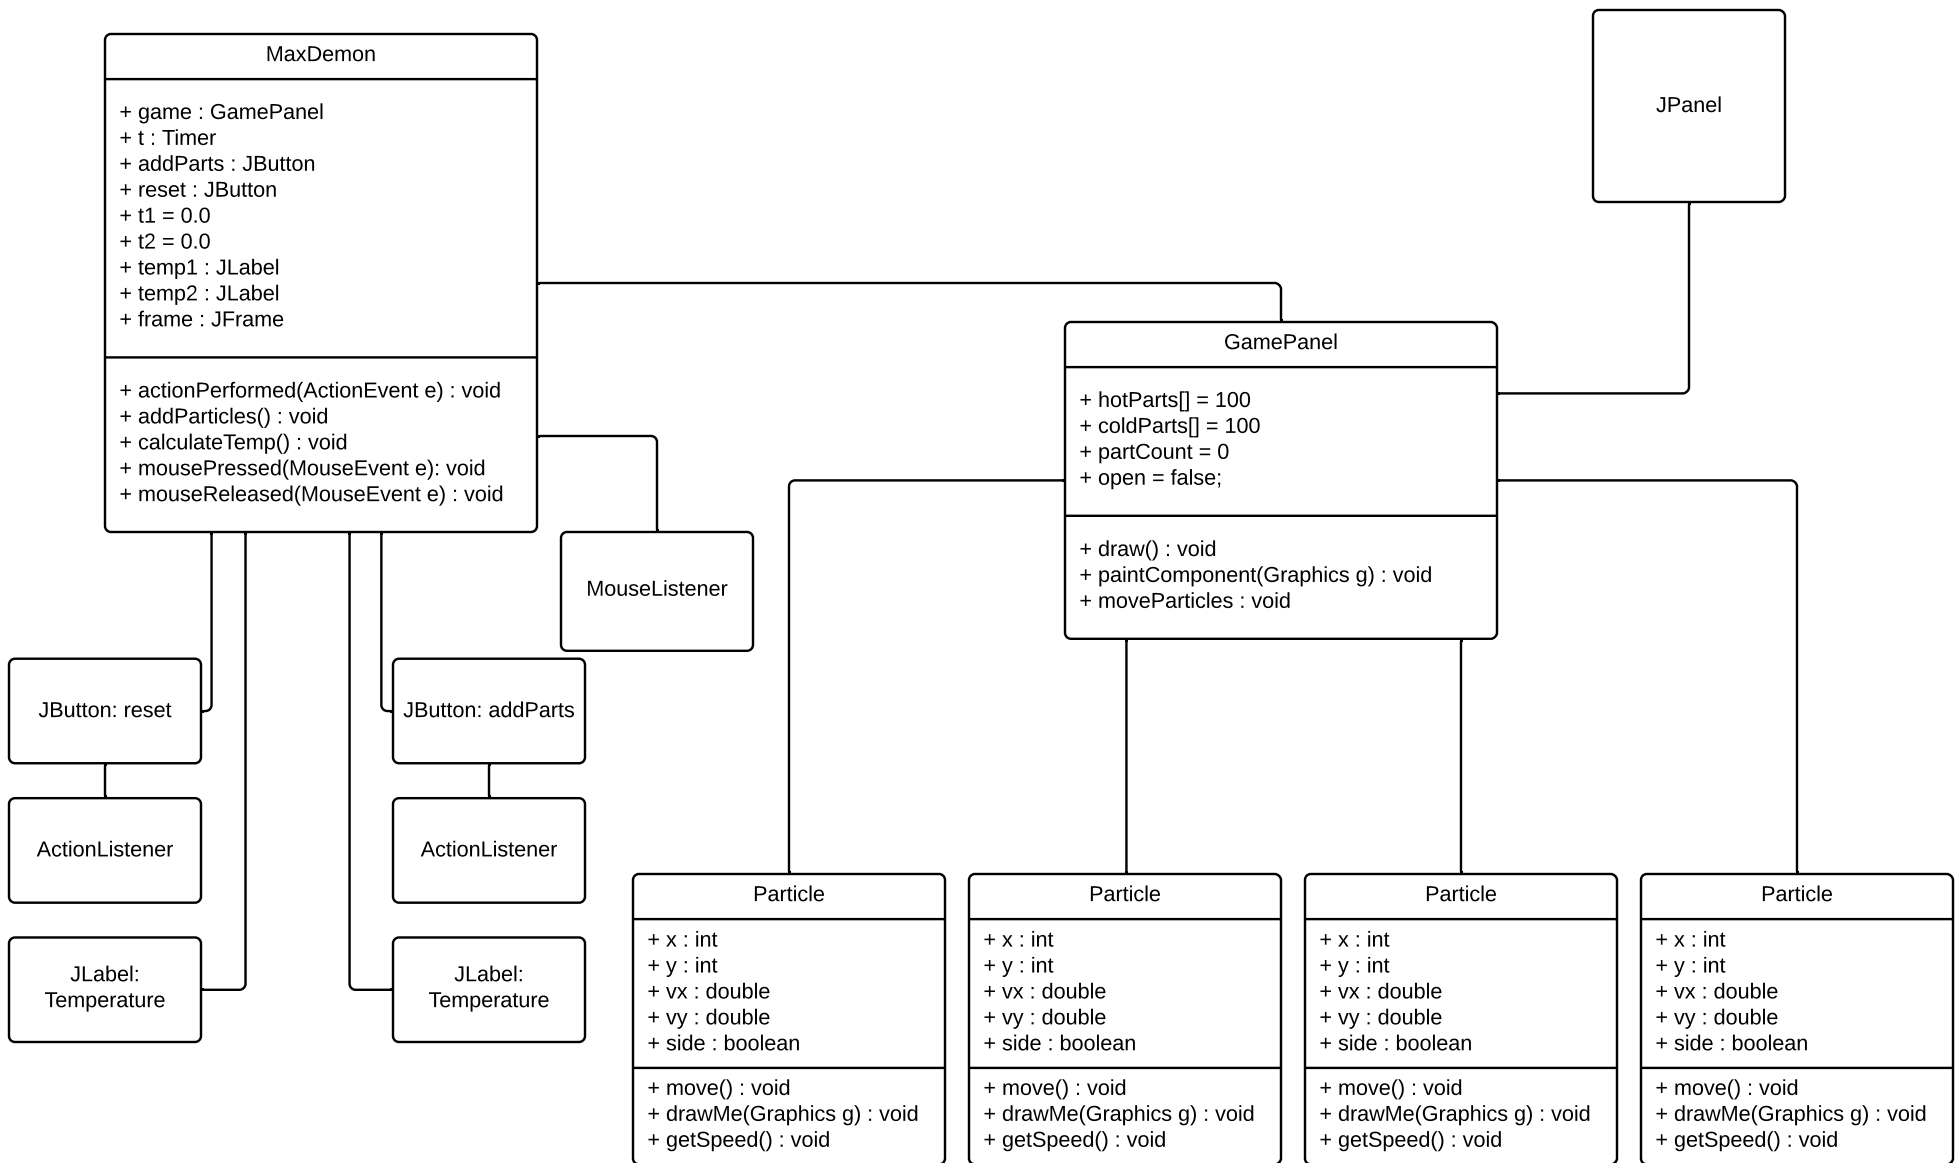 MaxDemon
+ game : GamePanel
+ t : Timer
+ addParts : JButton
+ reset : JButton
+ t1 = 0.0
+ t2 = 0.0
+ temp1 : JLabel
+ temp2 : JLabel
+ frame : JFrame
+ actionPerformed(ActionEvent e) : void
+ addParticles() : void
+ calculateTemp() : void
+ mousePressed(MouseEvent e): void
+ mouseReleased(MouseEvent e) : void
JPanel
GamePanel
+ hotParts[] = 100
+ coldParts[] = 100
+ partCount = 0
+ open = false;
+ draw() : void
+ paintComponent(Graphics g) : void
+ moveParticles : void
MouseListener
JButton: reset
JButton: addParts
ActionListener
ActionListener
JLabel:
Temperature
JLabel:
Temperature
Particle
+ x : int
+ y : int
+ vx : double
+ vy : double
+ side : boolean
+ move() : void
+ drawMe(Graphics g) : void
+ getSpeed() : void
Particle
+ x : int
+ y : int
+ vx : double
+ vy : double
+ side : boolean
+ move() : void
+ drawMe(Graphics g) : void
+ getSpeed() : void
Particle
+ x : int
+ y : int
+ vx : double
+ vy : double
+ side : boolean
+ move() : void
+ drawMe(Graphics g) : void
+ getSpeed() : void
Particle
+ x : int
+ y : int
+ vx : double
+ vy : double
+ side : boolean
+ move() : void
+ drawMe(Graphics g) : void
+ getSpeed() : void